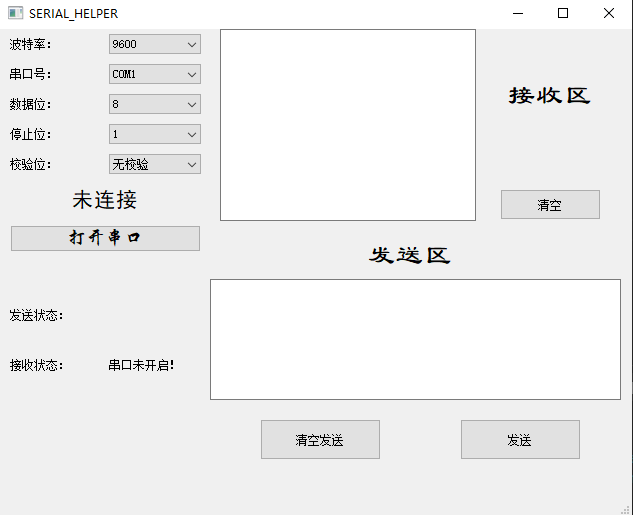 SERIAL_HELPER
波特率： 9600
串口号： COM1
数据位： 8
停止位： 1
校验位： 无校验
未连接
打开串口
接收区
清空
发送区
发送状态：
接收状态： 串口未开启！
清空发送
发送